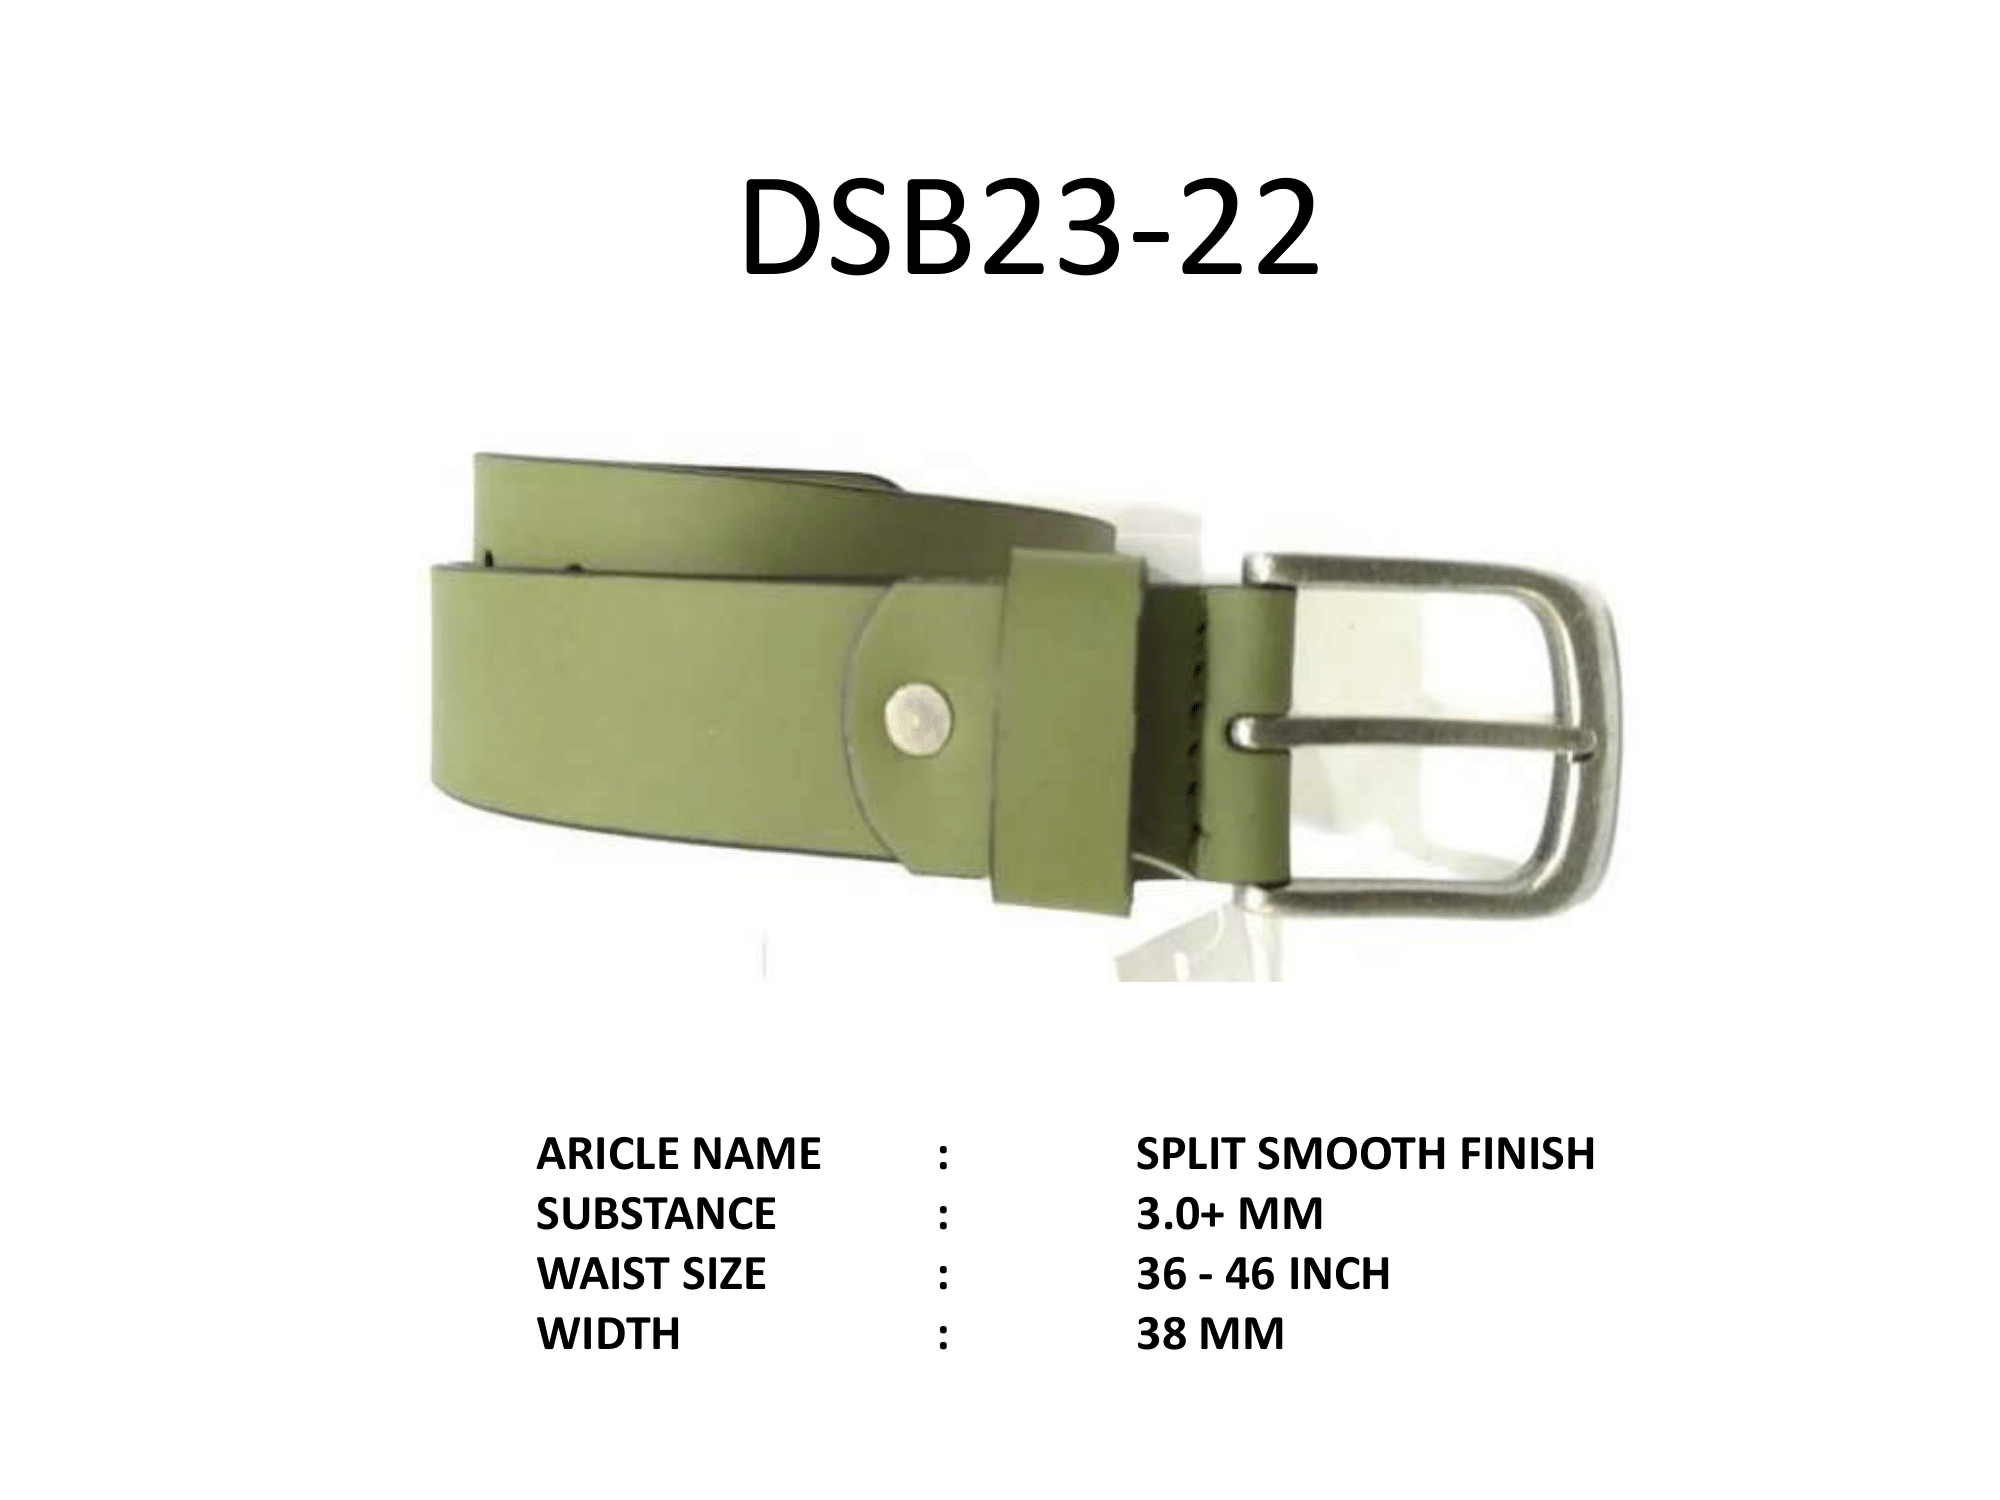 DSB23-22
ARICLE NAME : SPLIT SMOOTH FINISH
SUBSTANCE : 3.0+ MM
WAIST SIZE : 36 - 46 INCH
WIDTH : 38 MM